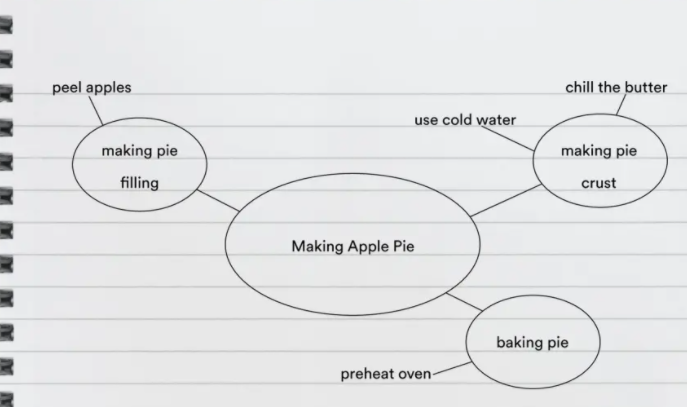 peel apples
chill the butter
use cold water
making pie
filling
making pie
crust
Making Apple Pie
baking pie
preheat oven